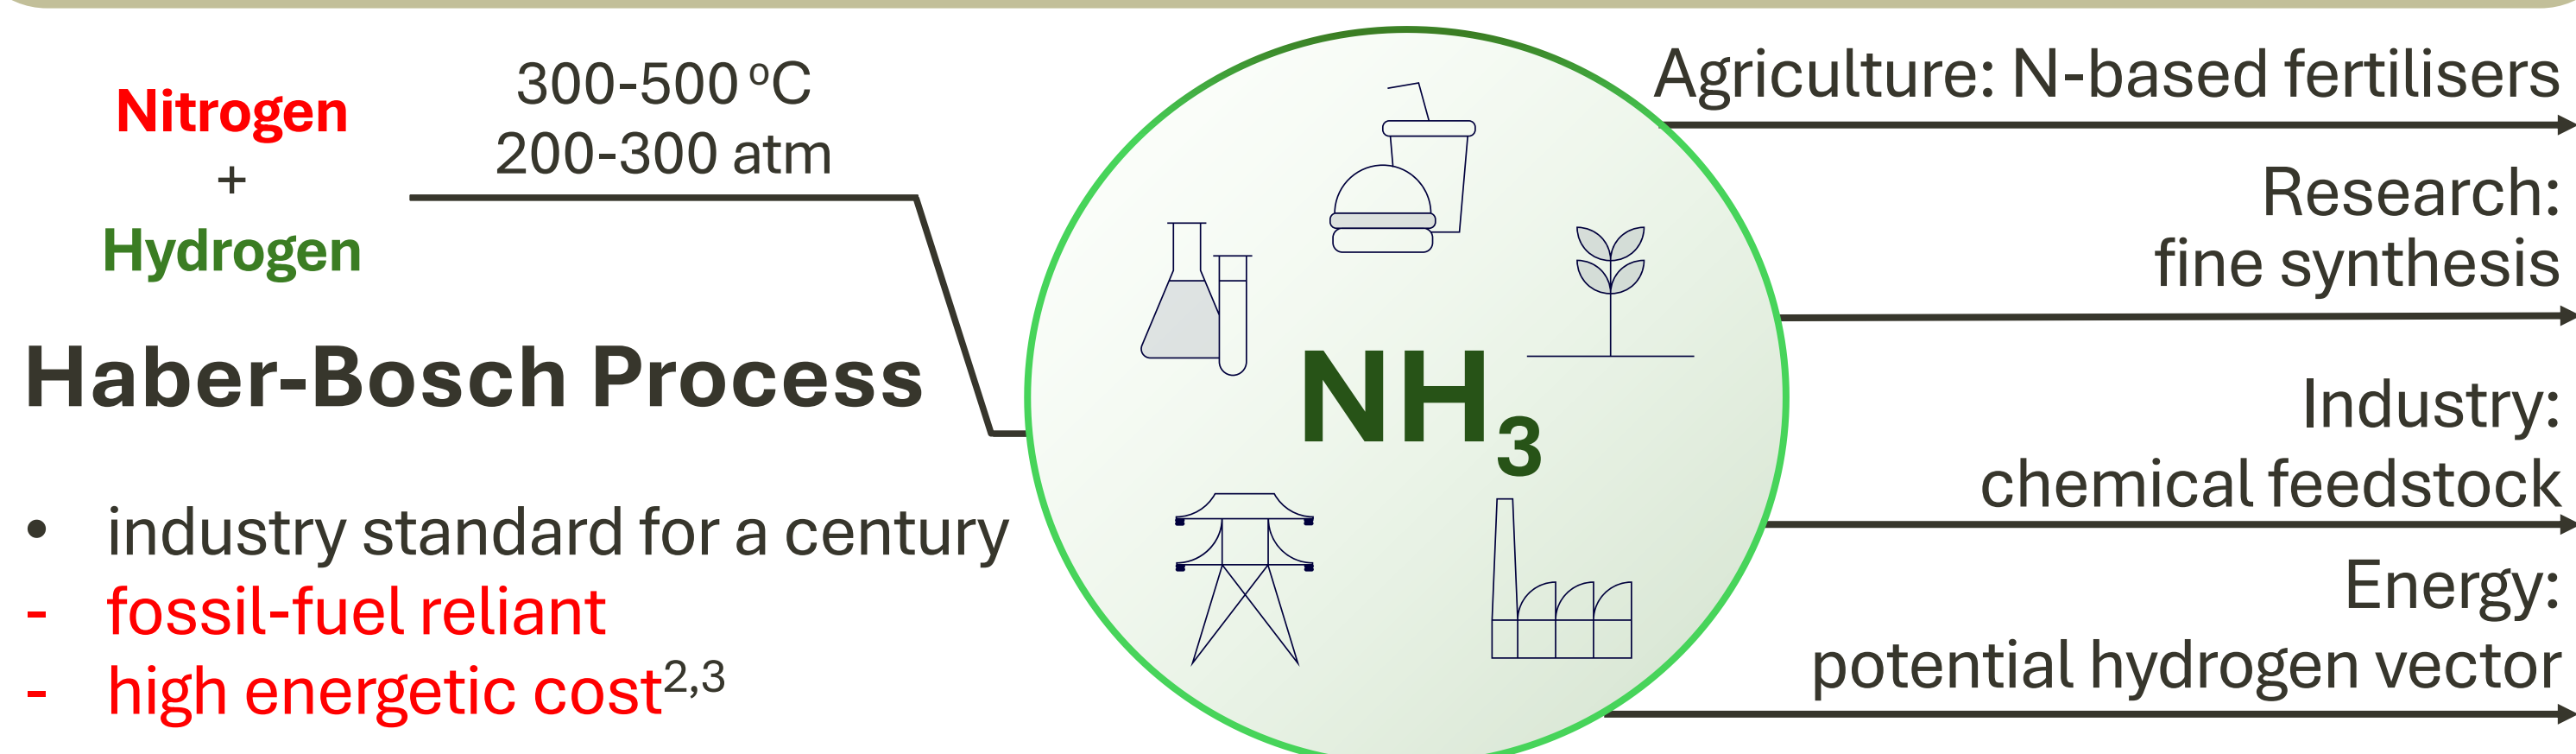 Nitrogen
+
Hydrogen
300-500 ºC
200-300 atm
Haber-Bosch Process
• industry standard for a century
- fossil-fuel reliant
- high energetic cost²,³
NH₃
Agriculture: N-based fertilisers
Research:
fine synthesis
Industry:
chemical feedstock
Energy:
potential hydrogen vector